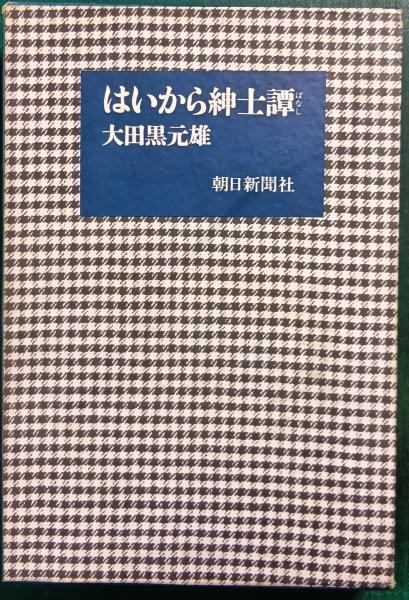 はいから紳士譚
ばなし
大田黒元雄
朝日新聞社